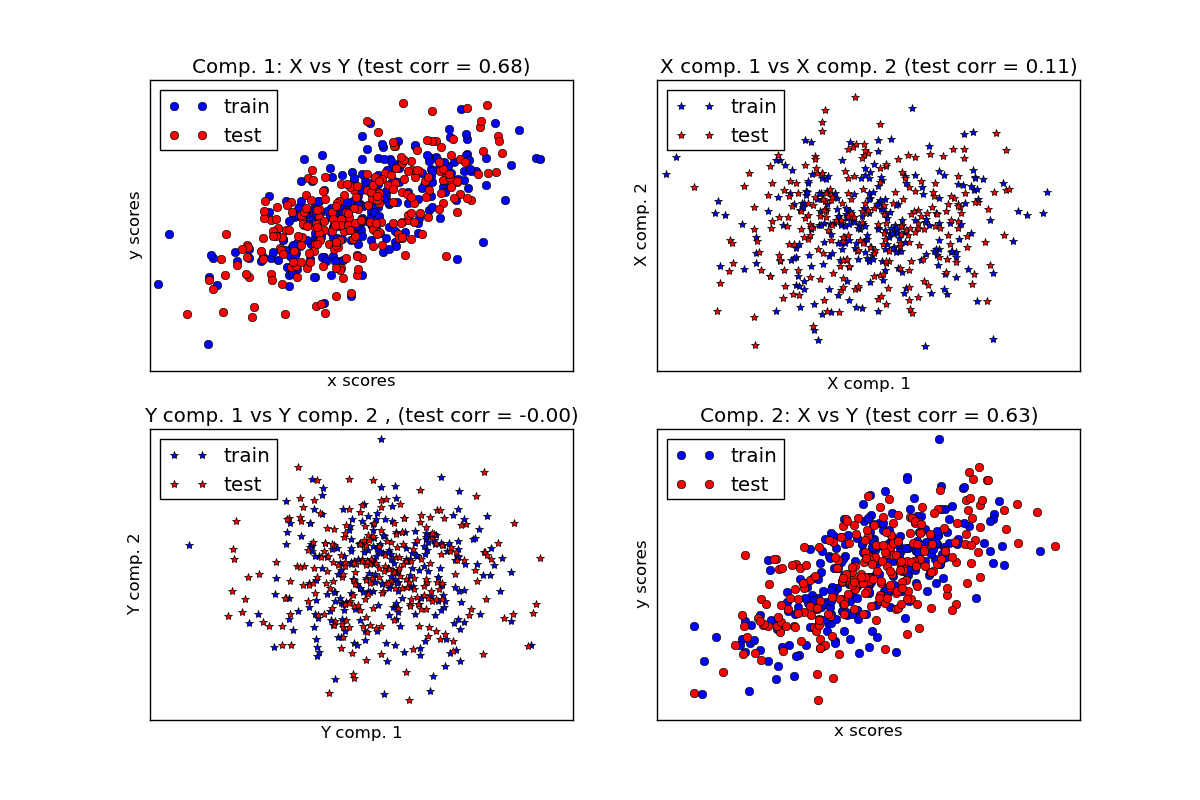 Comp. 1: X vs Y (test corr = 0.68)
train
test
y scores
x scores
X comp. 1 vs X comp. 2 (test corr = 0.11)
train
test
X comp. 2
X comp. 1
Y comp. 1 vs Y comp. 2 , (test corr = -0.00)
train
test
Y comp. 2
Y comp. 1
Comp. 2: X vs Y (test corr = 0.63)
train
test
y scores
x scores